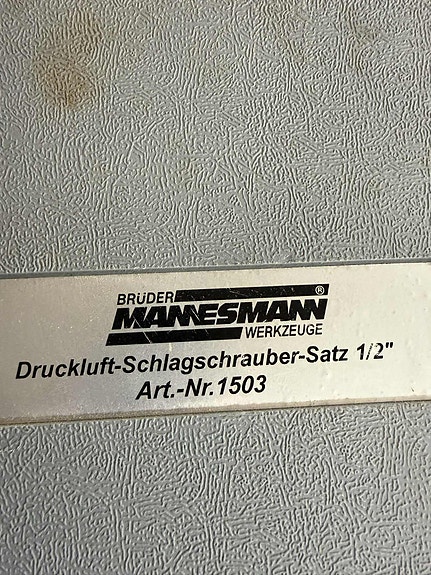 BRÜDER
MANNESMANN®
WERKZEUGE
Druckluft-Schlagschrauber-Satz 1/2"
Art.-Nr.1503